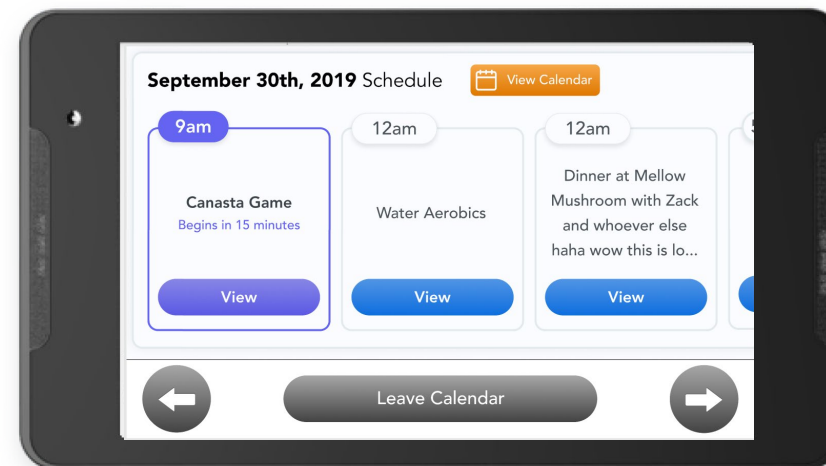 September 30th, 2019 Schedule
View Calendar
9am
Canasta Game
Begins in 15 minutes
View
12am
Water Aerobics
View
12am
Dinner at Mellow
Mushroom with Zack
and whoever else
haha wow this is lo...
View
Leave Calendar